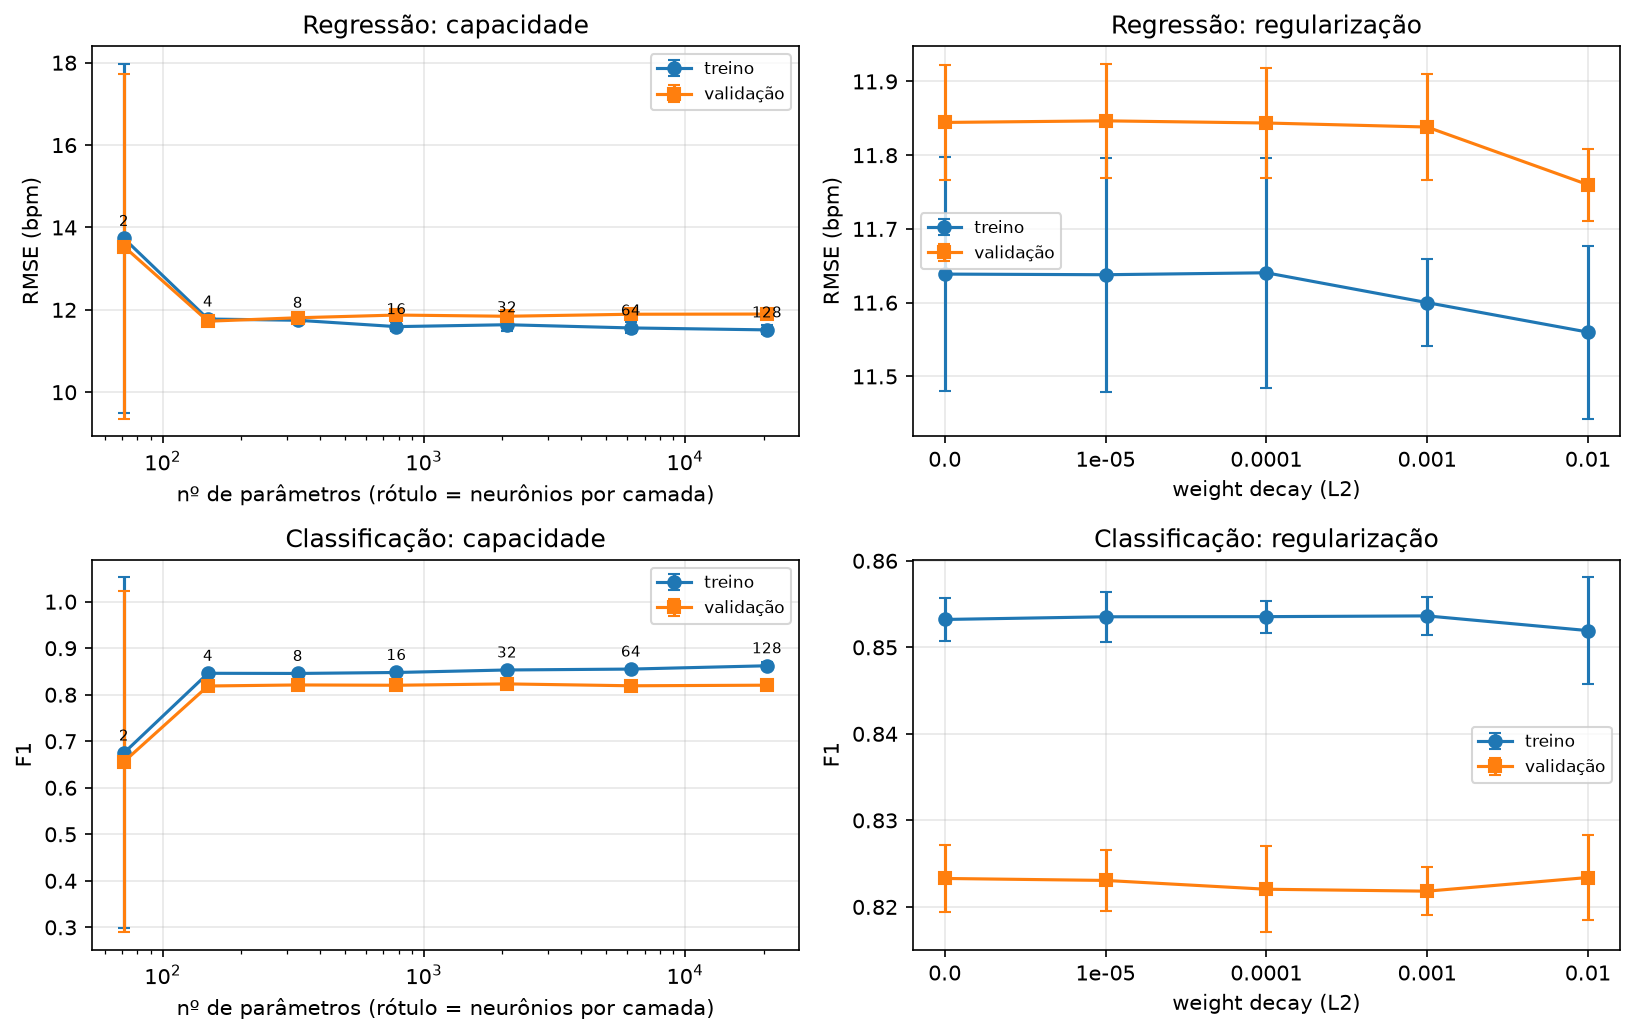 Regressão: capacidade
18
16
14
12
10
RMSE (bpm)
treino
validação
2
4
8
16
32
64
128
10²
10³
10⁴
nº de parâmetros (rótulo = neurônios por camada)
Regressão: regularização
11.9
11.8
11.7
11.6
11.5
RMSE (bpm)
treino
validação
0.0
1e-05
0.0001
0.001
0.01
weight decay (L2)
Classificação: capacidade
1.0
0.9
0.8
0.7
0.6
0.5
0.4
0.3
F1
treino
validação
2
4
8
16
32
64
128
10²
10³
10⁴
nº de parâmetros (rótulo = neurônios por camada)
Classificação: regularização
0.86
0.85
0.84
0.83
0.82
F1
treino
validação
0.0
1e-05
0.0001
0.001
0.01
weight decay (L2)